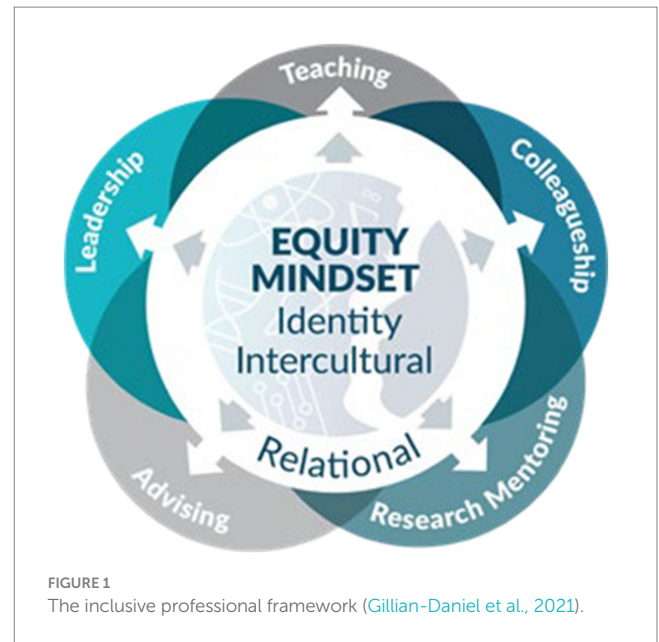 Teaching
Leadership
Colleagueship
EQUITY
MINDSET
Identity
Intercultural
Relational
Advising
Research Mentoring
FIGURE 1
The inclusive professional framework (Gillian-Daniel et al., 2021).